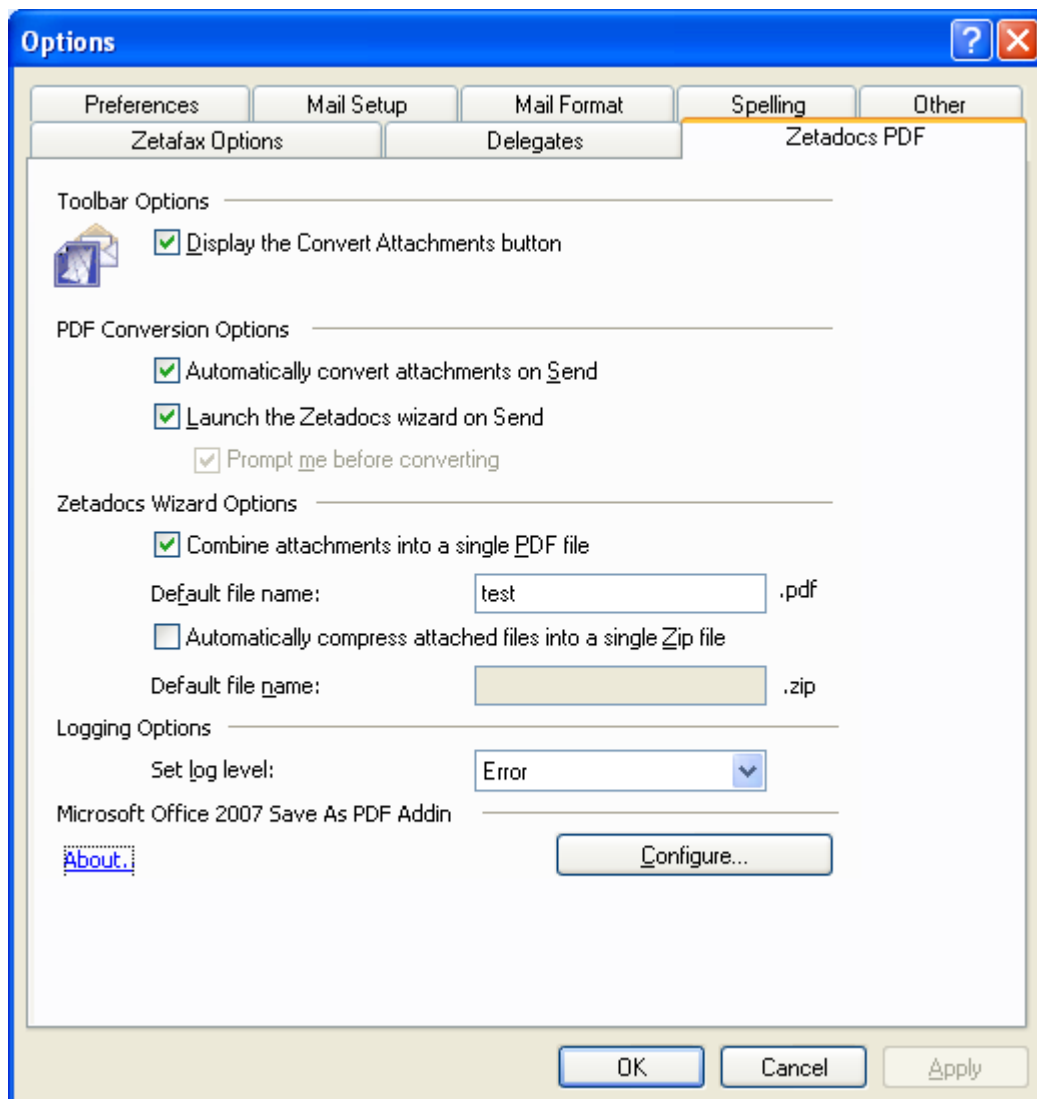 Options
Preferences Mail Setup Mail Format Spelling Other
Zetafax Options Delegates Zetadocs PDF
Toolbar Options
Display the Convert Attachments button
PDF Conversion Options
Automatically convert attachments on Send
Launch the Zetadocs wizard on Send
Prompt me before converting
Zetadocs Wizard Options
Combine attachments into a single PDF file
Default file name: test .pdf
Automatically compress attached files into a single Zip file
Default file name: .zip
Logging Options
Set log level: Error
Microsoft Office 2007 Save As PDF Addin
About.. Configure...
OK Cancel Apply